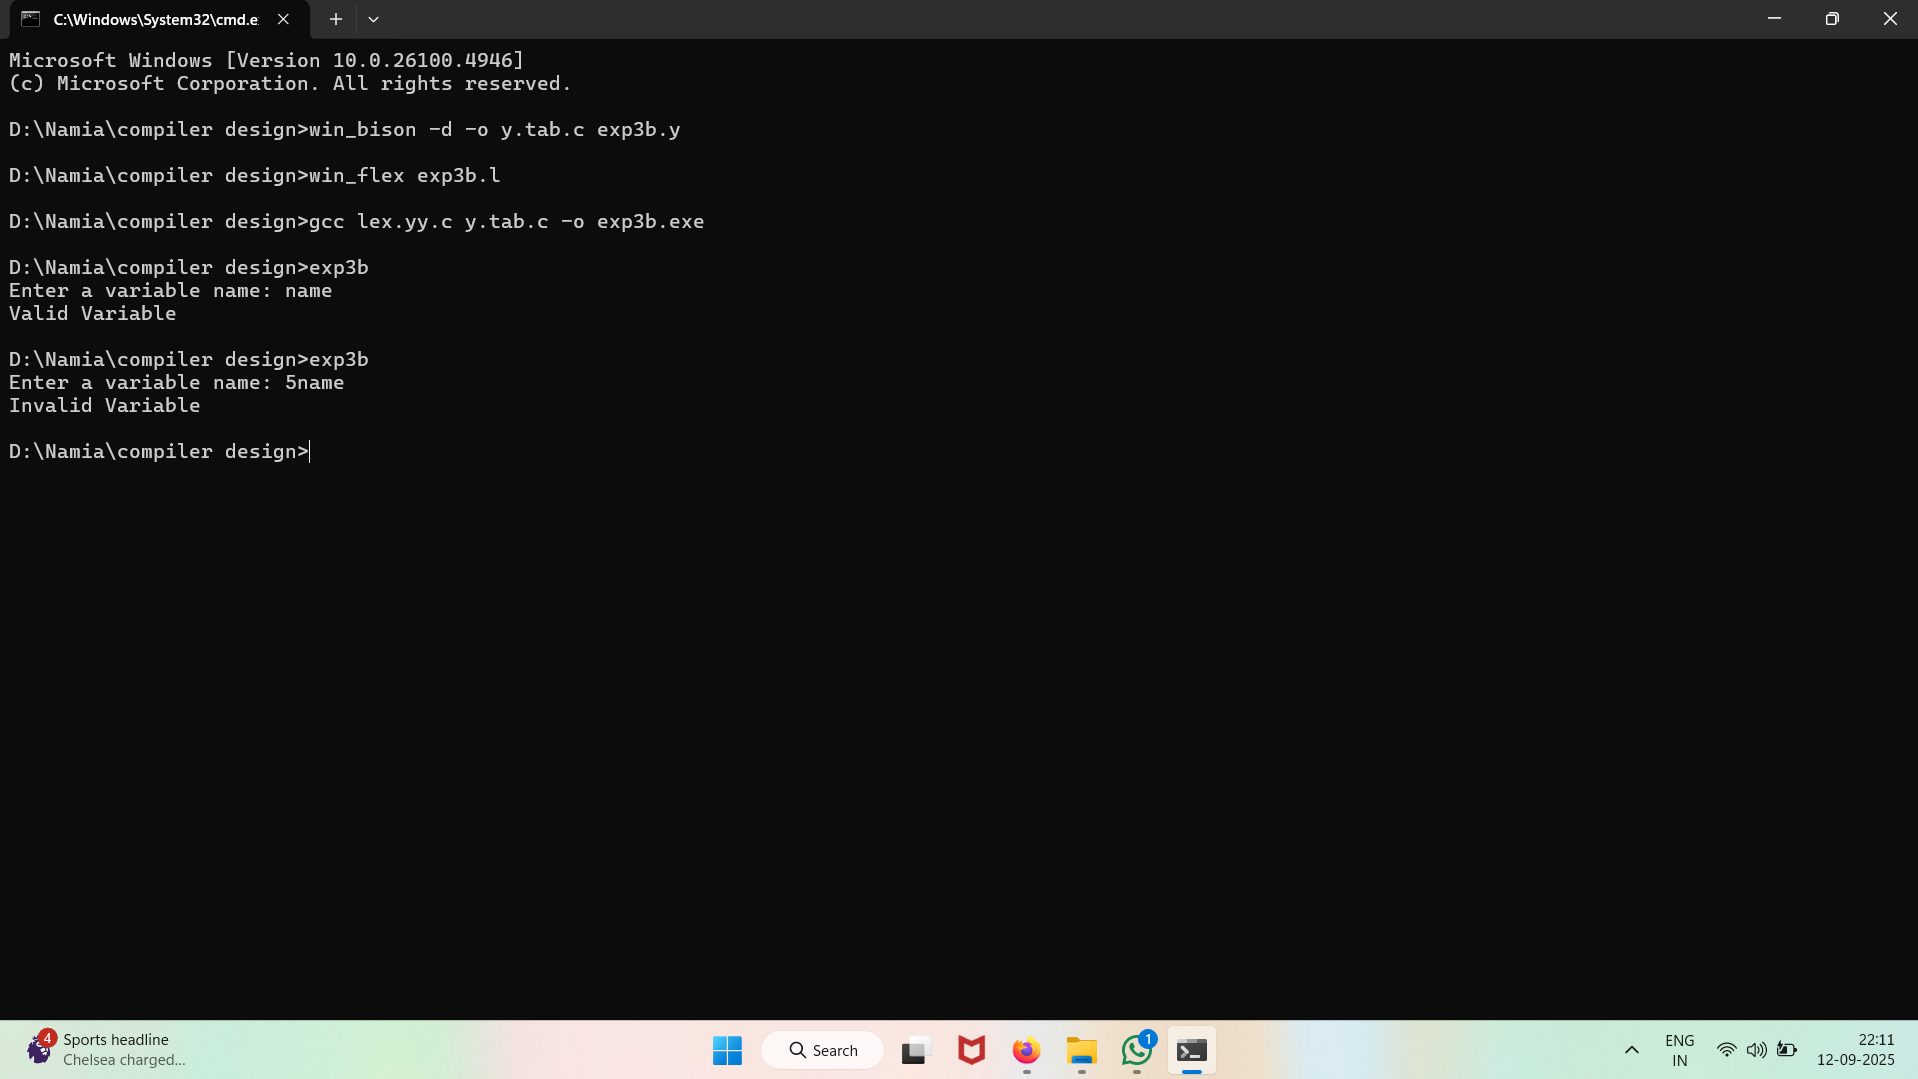 C:\Windows\System32\cmd.e
Microsoft Windows [Version 10.0.26100.4946]
(c) Microsoft Corporation. All rights reserved.
D:\Namia\compiler design>win_bison -d -o y.tab.c exp3b.y
D:\Namia\compiler design>win_flex exp3b.l
D:\Namia\compiler design>gcc lex.yy.c y.tab.c -o exp3b.exe
D:\Namia\compiler design>exp3b
Enter a variable name: name
Valid Variable
D:\Namia\compiler design>exp3b
Enter a variable name: 5name
Invalid Variable
D:\Namia\compiler design>
4
Sports headline
Chelsea charged...
Search
1
ENG
IN
22:11
12-09-2025